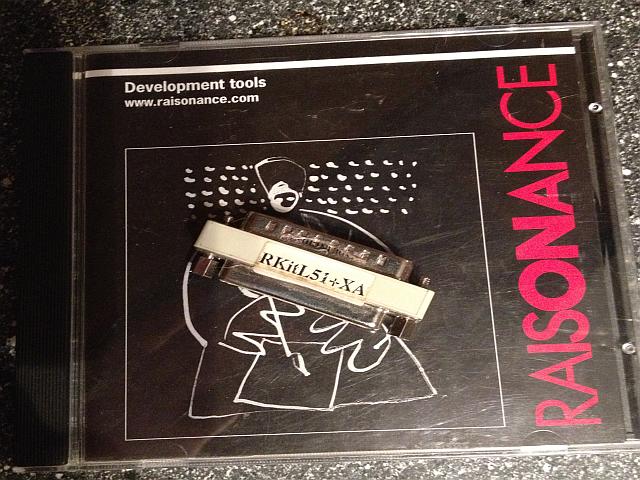 Development tools
www.raisonance.com
RAISONANCE
RKitL51+XA